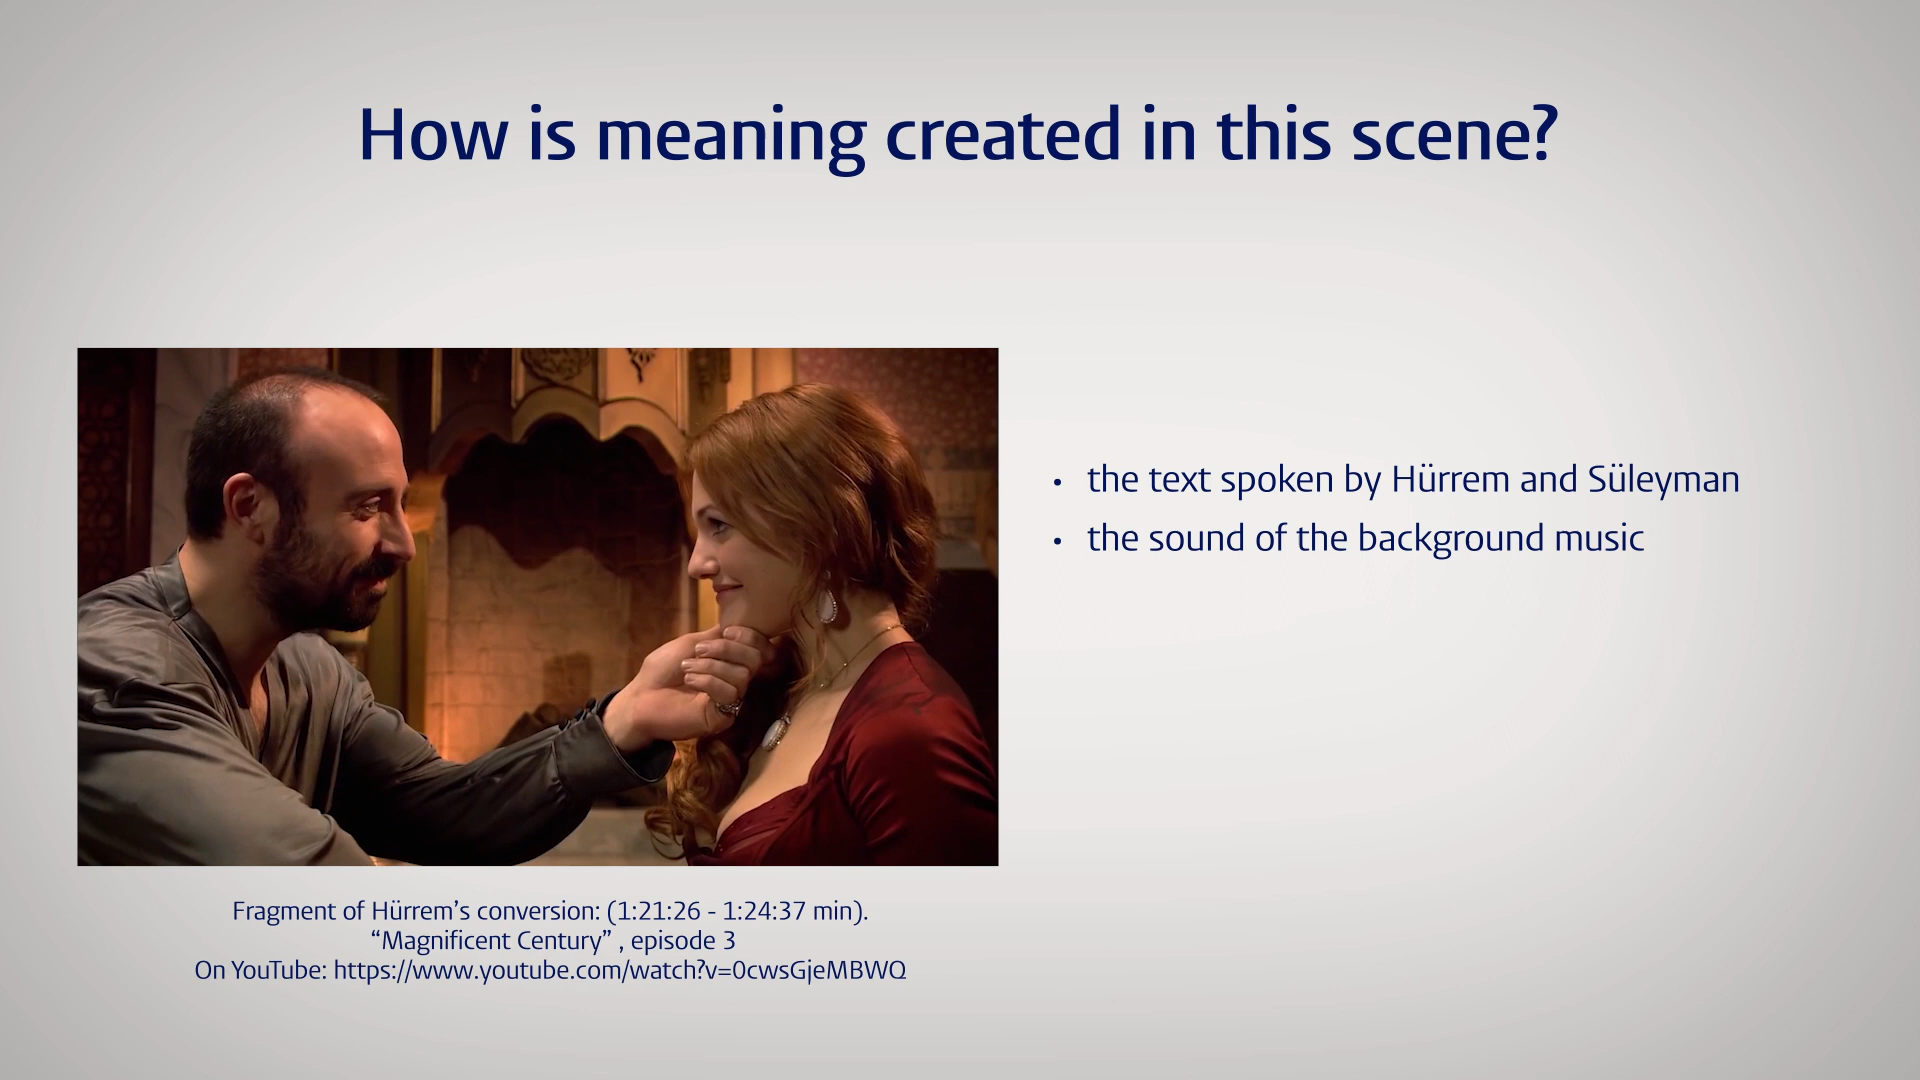 How is meaning created in this scene?
• the text spoken by Hürrem and Süleyman
• the sound of the background music
Fragment of Hürrem’s conversion: (1:21:26 - 1:24:37 min).
“Magnificent Century” , episode 3
On YouTube: https://www.youtube.com/watch?v=0cwsGjeMBWQ